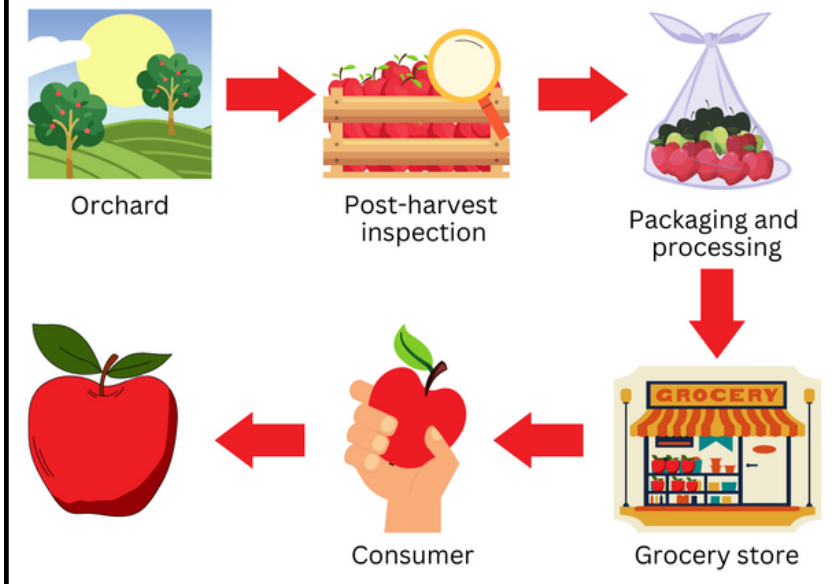 Orchard
Post-harvest
inspection
Packaging and
processing
GROCERY
Consumer
Grocery store